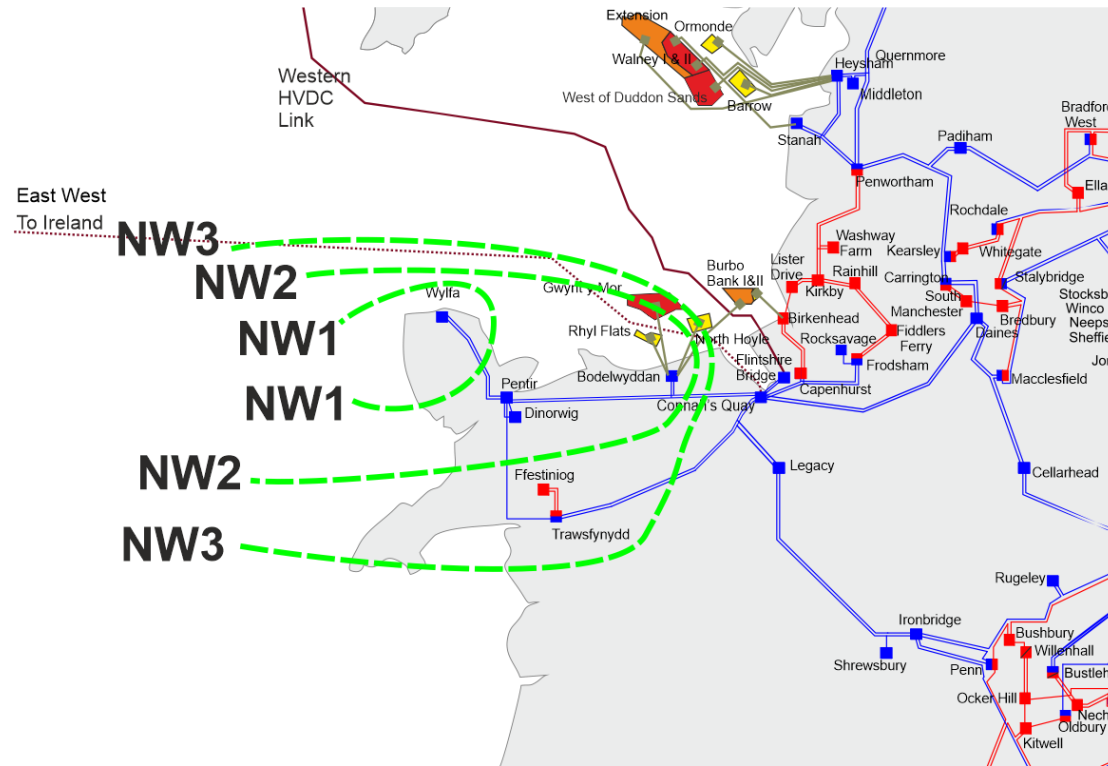 Extension
Ormonde
Quernmore
Walney I & II
Heysham
Western
HVDC
Link
West of Duddon Sands
Barrow
Middleton
Bradford
West
Stanah
Padiham
Penwortham
Ella
East West
To Ireland
Rochdale
NW3
Washway
Farm
Kearsley
Whitegate
NW2
Lister
Drive
Rainhill
Burbo
Bank I&II
Kirkby
Carrington
Stalybridge
Wylfa
Gwynt y Mor
South
Manchester
Stocksb
Winco
Neeps
Sheffie
NW1
Birkenhead
Bredbury
Rhyl Flats
North Hoyle
Rocksavage
Fiddlers
Ferry
Daines
Jor
Flintshire
Bridge
Bodelwyddan
Frodsham
Macclesfield
Pentir
Capenhurst
NW1
Connah's Quay
Dinorwig
NW2
Ffestiniog
Legacy
Cellarhead
NW3
Trawsfynydd
Rugeley
Ironbridge
Bushbury
Willenhall
Shrewsbury
Penn
Bustleh
Ocker Hill
Nech
Oldbury
Kitwell